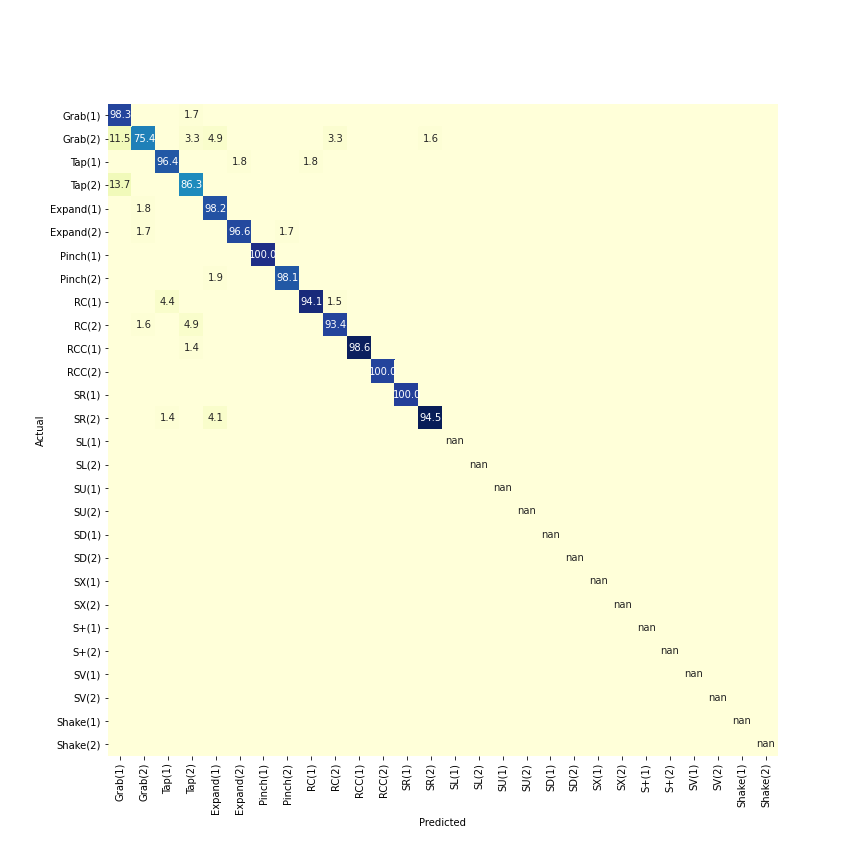 Grab(1) 98.3 1.7
Grab(2) 11.5 75.4 3.3 4.9 3.3 1.6
Tap(1) 96.4 1.8 1.8
Tap(2) 13.7 86.3
Expand(1) 1.8 98.2
Expand(2) 1.7 96.6 1.7
Pinch(1) 100.0
Pinch(2) 1.9 98.1
RC(1) 4.4 94.1 1.5
RC(2) 1.6 4.9 93.4
RCC(1) 1.4 98.6
RCC(2) 100.0
SR(1) 100.0
SR(2) 1.4 4.1 94.5
Actual
SL(1) nan
SL(2) nan
SU(1) nan
SU(2) nan
SD(1) nan
SD(2) nan
SX(1) nan
SX(2) nan
S+(1) nan
S+(2) nan
SV(1) nan
SV(2) nan
Shake(1) nan
Shake(2) nan
Grab(1) Grab(2) Tap(1) Tap(2) Expand(1) Expand(2) Pinch(1) Pinch(2) RC(1) RC(2) RCC(1) RCC(2) SR(1) SR(2) SL(1) SL(2) SU(1) SU(2) SD(1) SD(2) SX(1) SX(2) S+(1) S+(2) SV(1) SV(2) Shake(1) Shake(2)
Predicted